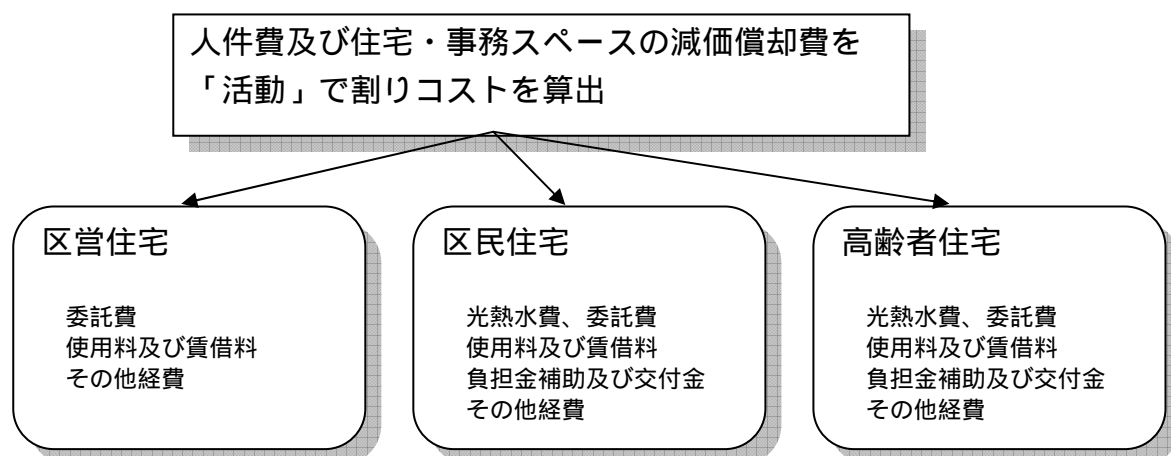 人件費及び住宅・事務スペースの減価償却費を
「活動」で割りコストを算出
区営住宅
委託費
使用料及び賃借料
その他経費
区民住宅
光熱水費、委託費
使用料及び賃借料
負担金補助及び交付金
その他経費
高齢者住宅
光熱水費、委託費
使用料及び賃借料
負担金補助及び交付金
その他経費